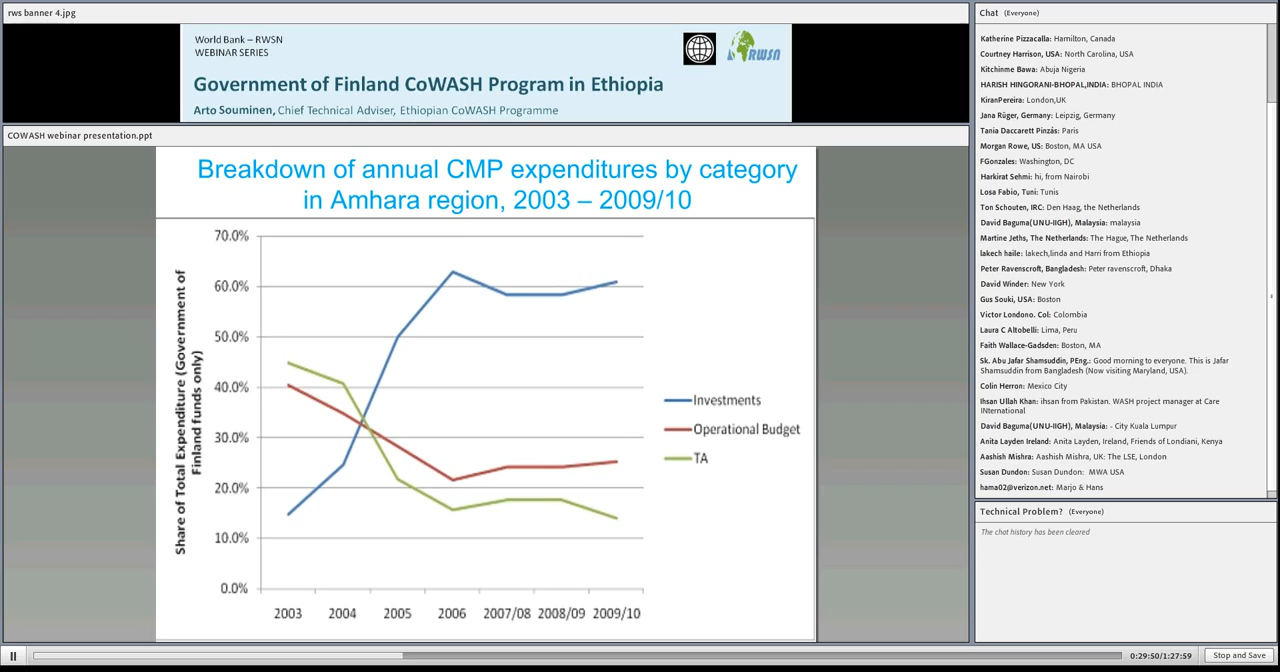 rws banner 4.jpg
World Bank – RWSN
WEBINAR SERIES
RWSN
Government of Finland CoWASH Program in Ethiopia
Arto Souminen, Chief Technical Adviser, Ethiopian CoWASH Programme
COWASH webinar presentation.ppt
Breakdown of annual CMP expenditures by category
in Amhara region, 2003 – 2009/10
Share of Total Expenditure (Government of
Finland funds only)
70.0%
60.0%
50.0%
40.0%
30.0%
20.0%
10.0%
0.0%
2003 2004 2005 2006 2007/08 2008/09 2009/10
Investments
Operational Budget
TA
Chat (Everyone)
Katherine Pizzacalla: Hamilton, Canada
Courtney Harrison, USA: North Carolina, USA
Kitchinme Bawa: Abuja Nigeria
HARISH HINGORANI-BHOPAL,INDIA: BHOPAL INDIA
KiranPereira: London,UK
Jana Rüger, Germany: Leipzig, Germany
Tania Daccarett Pinzás: Paris
Morgan Rowe, US: Boston, MA USA
FGonzales: Washington, DC
Harkirat Sehmi: hi, from Nairobi
Losa Fabio, Tuni: Tunis
Ton Schouten, IRC: Den Haag, the Netherlands
David Baguma(UNU-IIGH), Malaysia: malaysia
Martine Jeths, The Netherlands: The Hague, The Netherlands
lakech haile: lakech,linda and Harri from Ethiopia
Peter Ravenscroft, Bangladesh: Peter ravenscroft, Dhaka
David Winder: New York
Gus Souki, USA: Boston
Victor Londono. Col: Colombia
Laura C Altobelli: Lima, Peru
Faith Wallace-Gadsden: Boston, MA
Sk. Abu Jafar Shamsuddin, PEng.: Good morning to everyone. This is Jafar
Shamsuddin from Bangladesh (Now visiting Maryland, USA).
Colin Herron: Mexico City
Ihsan Ullah Khan: ihsan from Pakistan. WASH project manager at Care
INternational
David Baguma(UNU-IIGH), Malaysia: - City Kuala Lumpur
Anita Layden Ireland: Anita Layden, Ireland, Friends of Londiani, Kenya
Aashish Mishra: Aashish Mishra, UK: The LSE, London
Susan Dundon: Susan Dundon: MWA USA
hama02@verizon.net: Marjo & Hans
Technical Problem? (Everyone)
The chat history has been cleared
0:29:50/1:27:59
Stop and Save